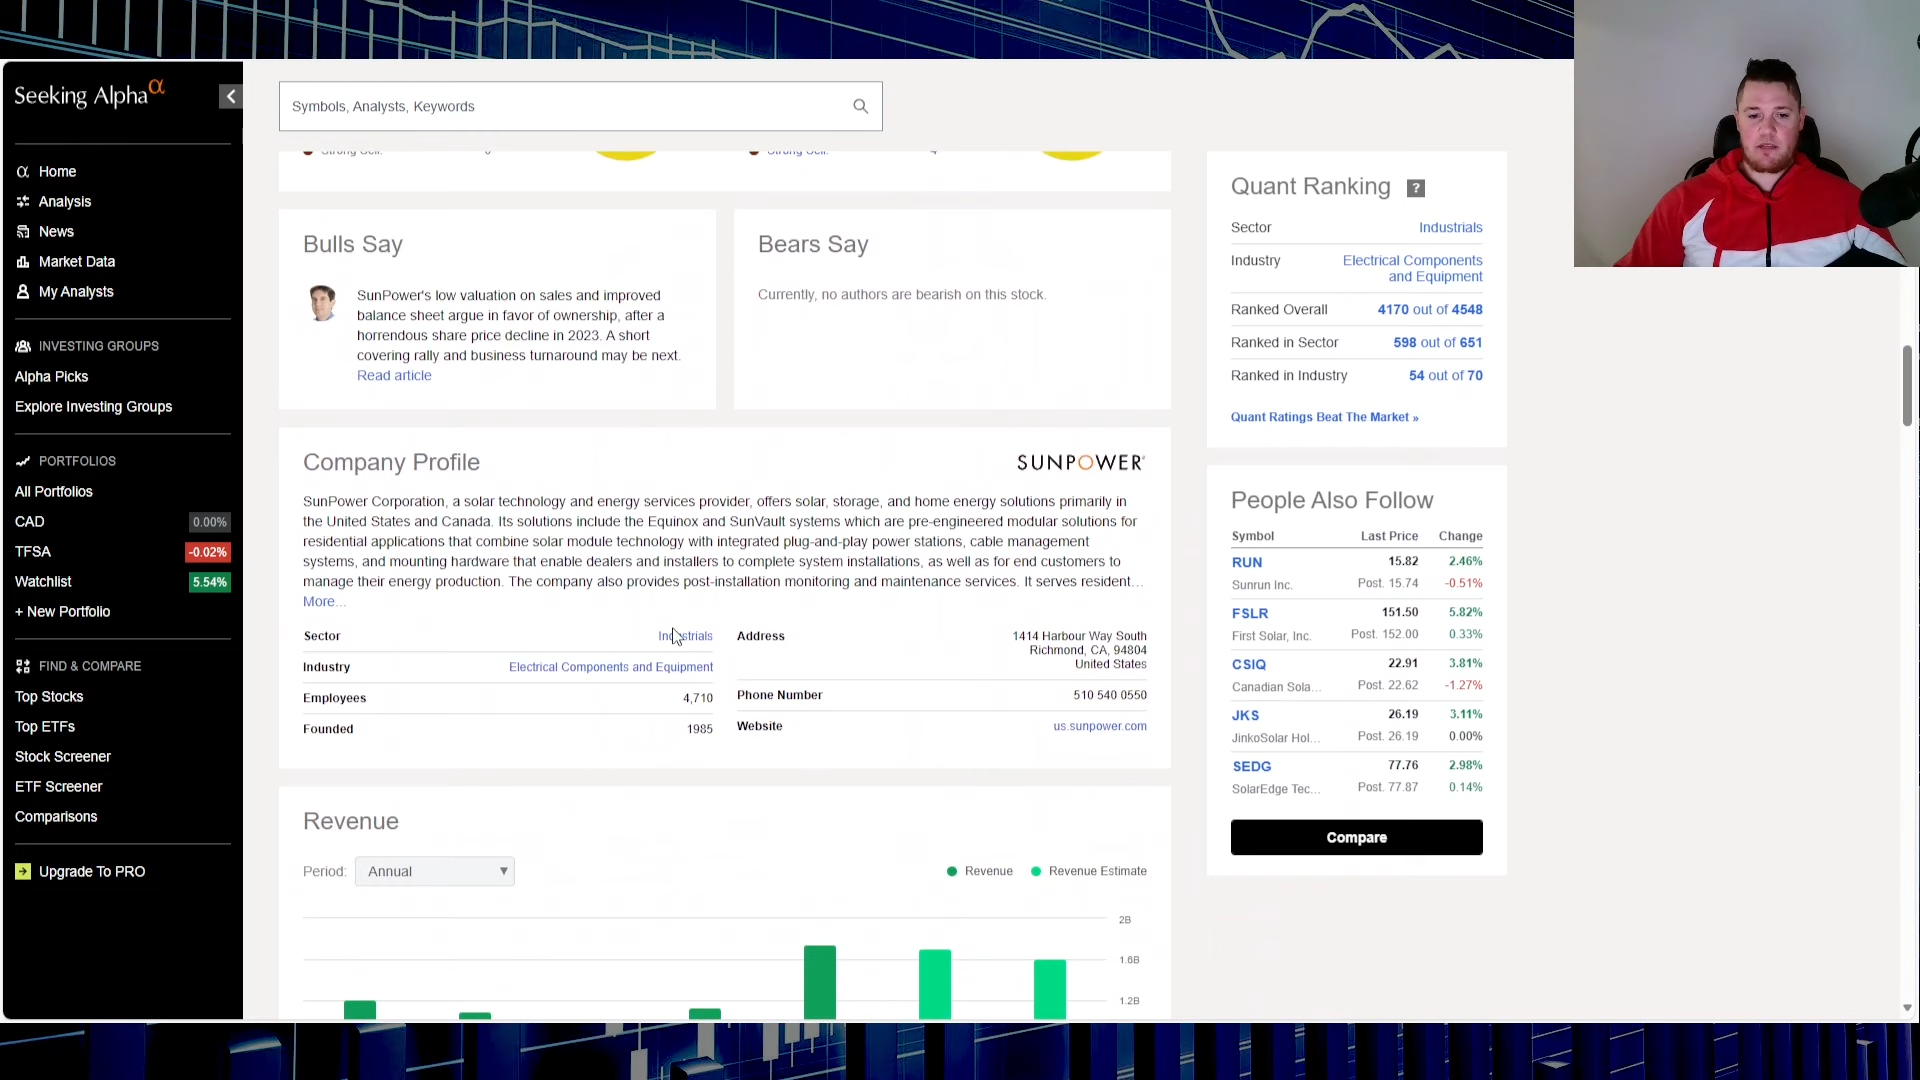 Seeking Alpha α
Symbols, Analysts, Keywords
Home
Analysis
News
Market Data
My Analysts
INVESTING GROUPS
Alpha Picks
Explore Investing Groups
PORTFOLIOS
All Portfolios
CAD 0.00%
TFSA -0.02%
Watchlist 5.54%
+ New Portfolio
FIND & COMPARE
Top Stocks
Top ETFs
Stock Screener
ETF Screener
Comparisons
Upgrade To PRO
Bulls Say
SunPower's low valuation on sales and improved
balance sheet argue in favor of ownership, after a
horrendous share price decline in 2023. A short
covering rally and business turnaround may be next.
Read article
Bears Say
Currently, no authors are bearish on this stock.
Company Profile
SUNPOWER
SunPower Corporation, a solar technology and energy services provider, offers solar, storage, and home energy solutions primarily in
the United States and Canada. Its solutions include the Equinox and SunVault systems which are pre-engineered modular solutions for
residential applications that combine solar module technology with integrated plug-and-play power stations, cable management
systems, and mounting hardware that enable dealers and installers to complete system installations, as well as for end customers to
manage their energy production. The company also provides post-installation monitoring and maintenance services. It serves resident...
More...
Sector Industrials
Industry Electrical Components and Equipment
Employees 4,710
Founded 1985
Address 1414 Harbour Way South
Richmond, CA, 94804
United States
Phone Number 510 540 0550
Website us.sunpower.com
Revenue
Period: Annual
Revenue Revenue Estimate
2B
1.6B
1.2B
Quant Ranking ?
Sector Industrials
Industry Electrical Components
and Equipment
Ranked Overall 4170 out of 4548
Ranked in Sector 598 out of 651
Ranked in Industry 54 out of 70
Quant Ratings Beat The Market »
People Also Follow
Symbol Last Price Change
RUN 15.82 2.46%
Sunrun Inc. Post. 15.74 -0.51%
FSLR 151.50 5.82%
First Solar, Inc. Post. 152.00 0.33%
CSIQ 22.91 3.81%
Canadian Sola... Post. 22.62 -1.27%
JKS 26.19 3.11%
JinkoSolar Hol... Post. 26.19 0.00%
SEDG 77.76 2.98%
SolarEdge Tec... Post. 77.87 0.14%
Compare